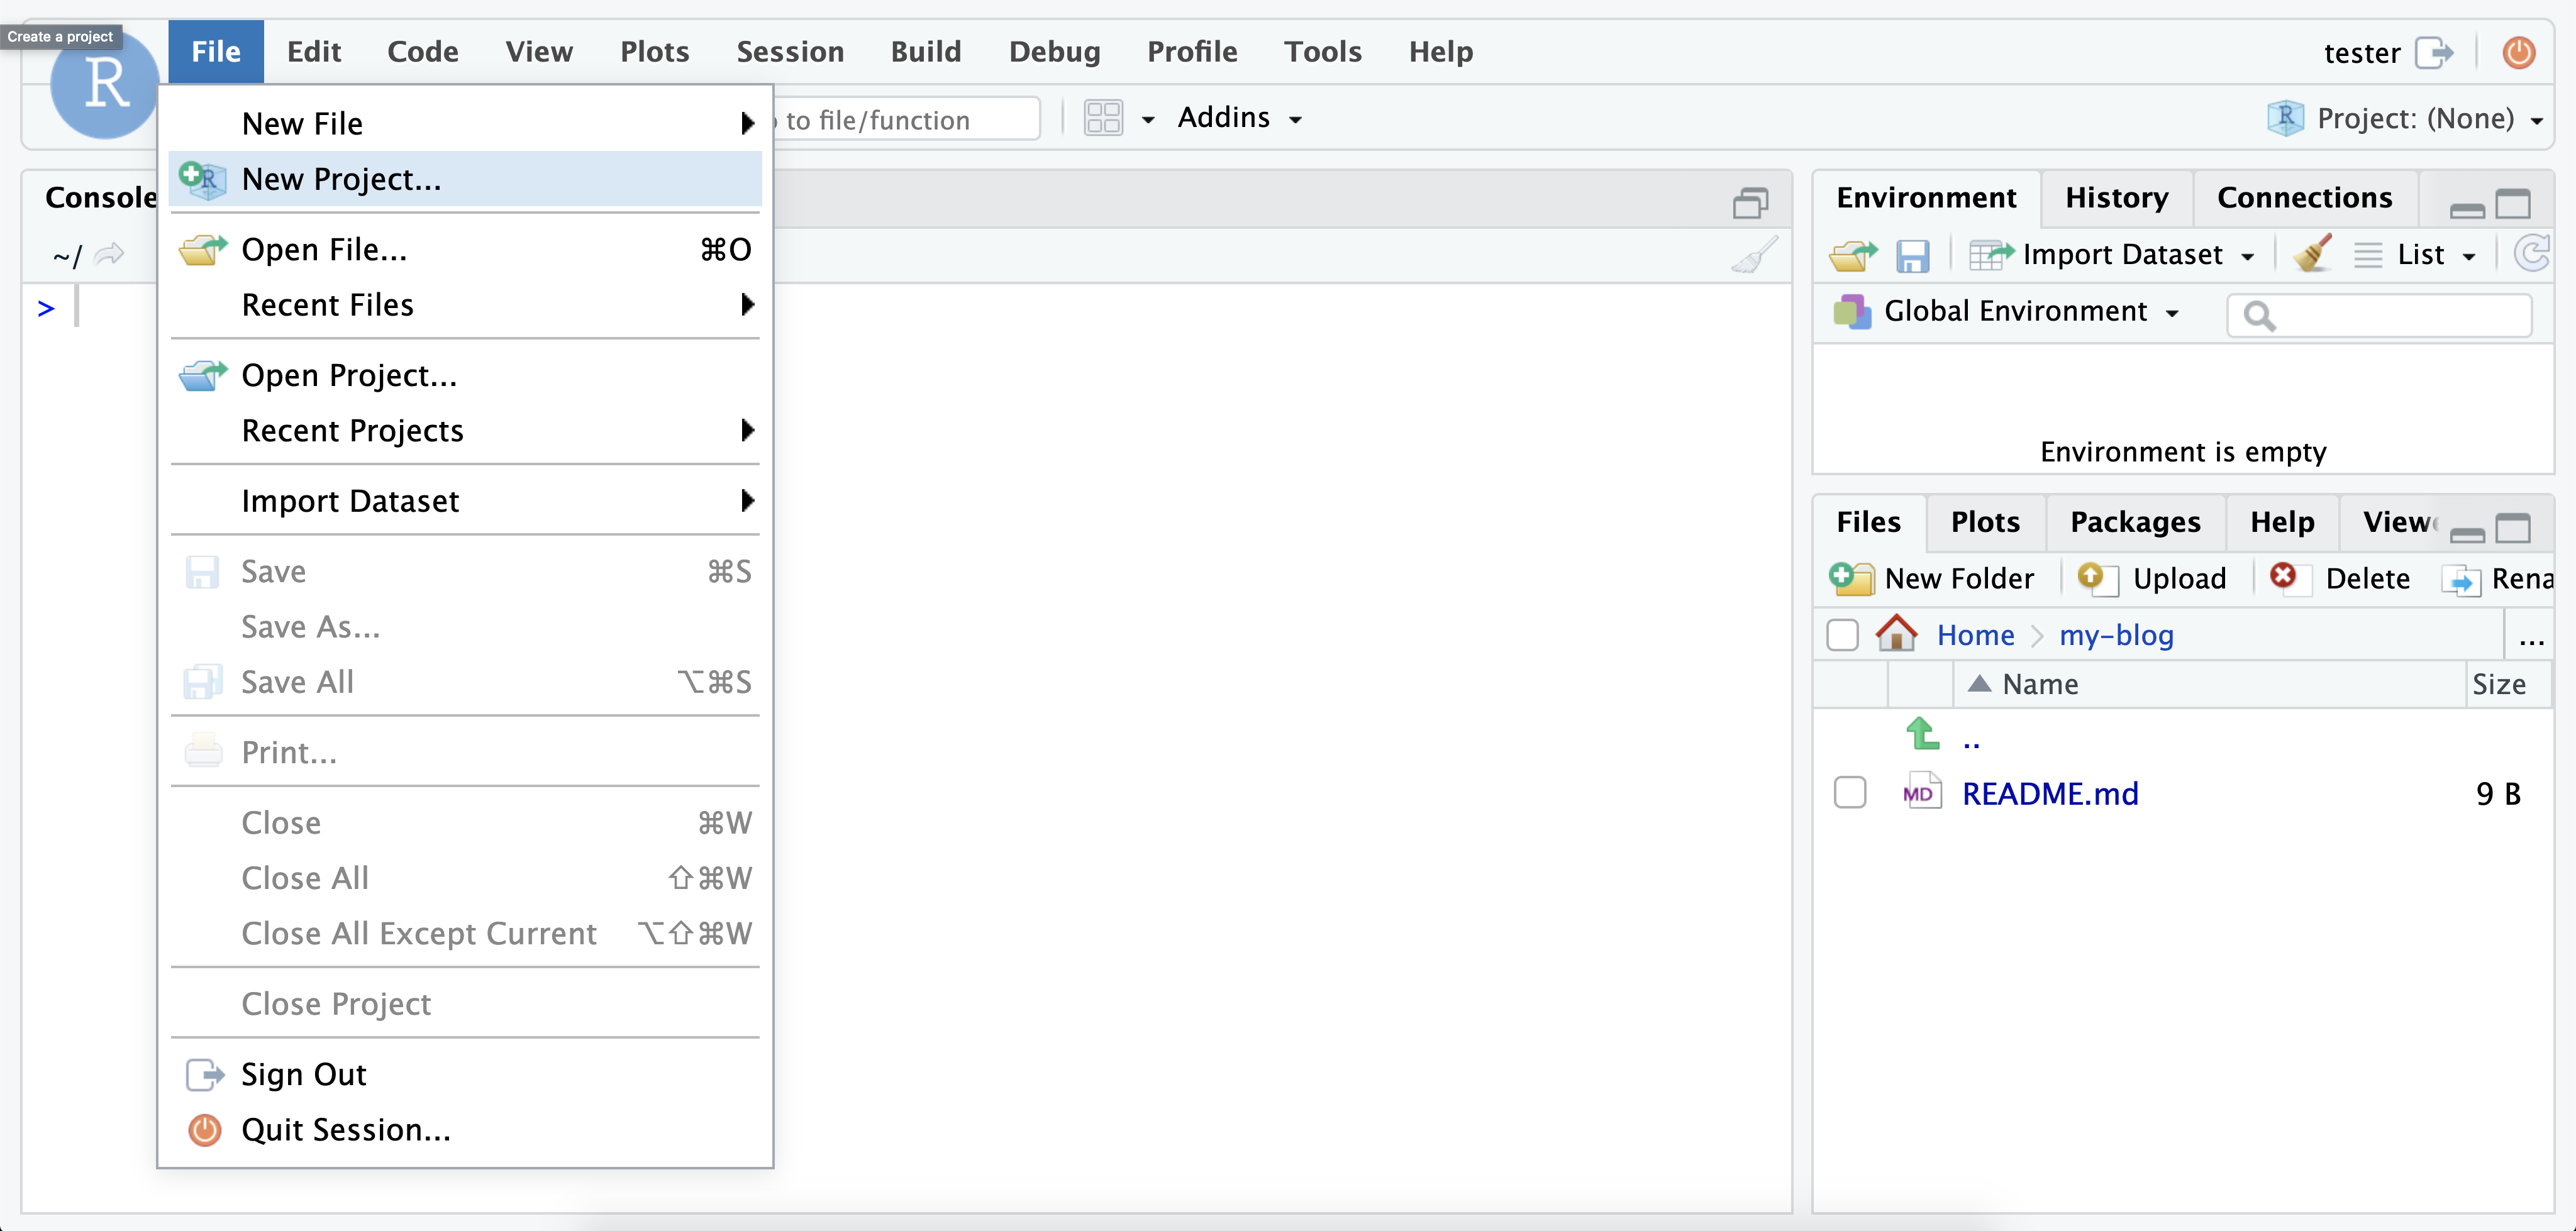 Create a project
R
File Edit Code View Plots Session Build Debug Profile Tools Help
tester
to file/function
Addins
Project: (None)
New File
New Project...
Open File... ⌘O
Recent Files
Open Project...
Recent Projects
Import Dataset
Save ⌘S
Save As...
Save All ⌥⌘S
Print...
Close ⌘W
Close All ⇧⌘W
Close All Except Current ⌥⇧⌘W
Close Project
Sign Out
Quit Session...
Console
~/
>
Environment History Connections
Import Dataset List
Global Environment
Environment is empty
Files Plots Packages Help View
New Folder Upload Delete Rena
Home my-blog ...
Name Size
..
MD README.md 9 B